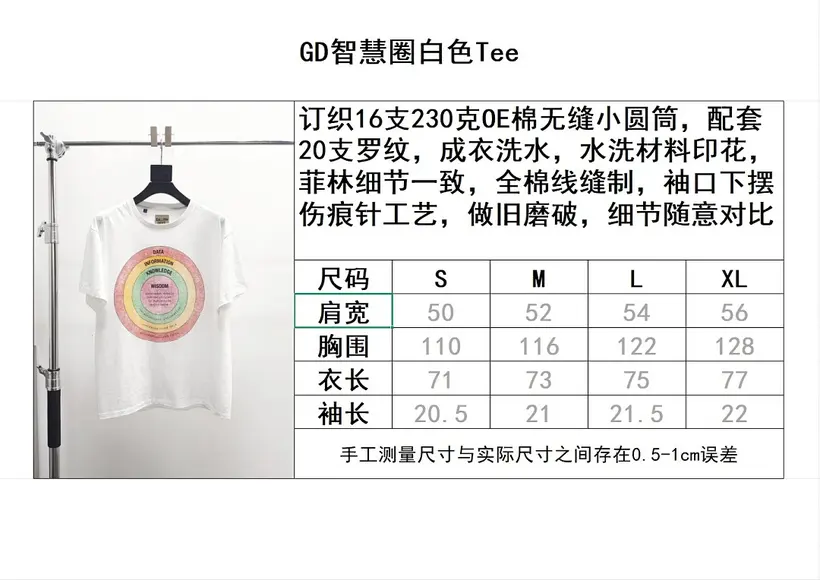 GD智慧圈白色Tee
订织16支230克OE棉无缝小圆筒，配套
20支罗纹，成衣洗水，水洗材料印花，
菲林细节一致，全棉线缝制，袖口下摆
伤痕针工艺，做旧磨破，细节随意对比
尺码 S M L XL
肩宽 50 52 54 56
胸围 110 116 122 128
衣长 71 73 75 77
袖长 20.5 21 21.5 22
手工测量尺寸与实际尺寸之间存在0.5-1cm误差
DATA
INFORMATION
KNOWLEDGE
WISDOM